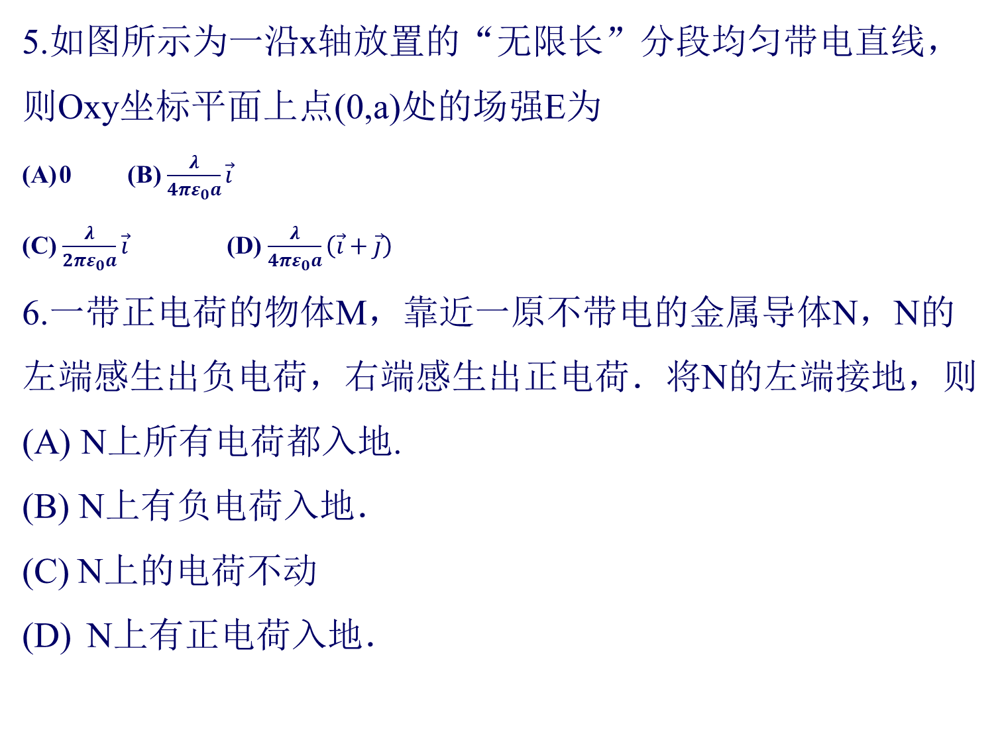 5.如图所示为一沿x轴放置的“无限长”分段均匀带电直线，
则Oxy坐标平面上点(0,a)处的场强E为
(A)0 (B) $\frac{\lambda}{4\pi\varepsilon_0 a}\vec{i}$
(C) $\frac{\lambda}{2\pi\varepsilon_0 a}\vec{i}$ (D) $\frac{\lambda}{4\pi\varepsilon_0 a}(\vec{i}+\vec{j})$
6.一带正电荷的物体M，靠近一原不带电的金属导体N，N的
左端感生出负电荷，右端感生出正电荷．将N的左端接地，则
(A) N上所有电荷都入地.
(B) N上有负电荷入地．
(C) N上的电荷不动
(D) N上有正电荷入地．